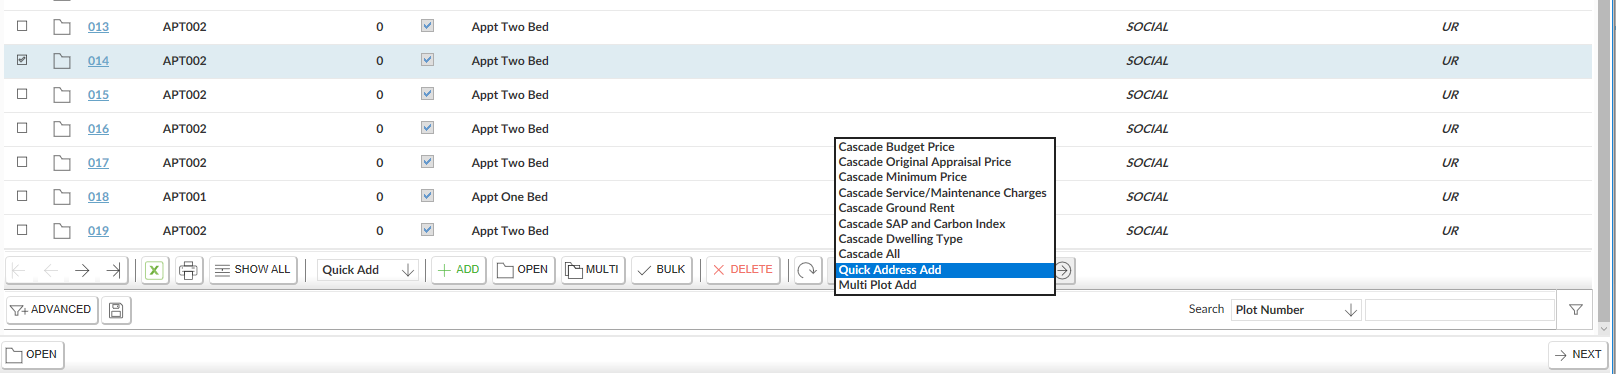 013 APT002 0 Appt Two Bed SOCIAL UR
014 APT002 0 Appt Two Bed SOCIAL UR
015 APT002 0 Appt Two Bed SOCIAL UR
016 APT002 0 Appt Two Bed SOCIAL UR
017 APT002 0 Appt Two Bed SOCIAL UR
018 APT001 0 Appt One Bed SOCIAL UR
019 APT002 0 Appt Two Bed SOCIAL UR
Cascade Budget Price
Cascade Original Appraisal Price
Cascade Minimum Price
Cascade Service/Maintenance Charges
Cascade Ground Rent
Cascade SAP and Carbon Index
Cascade Dwelling Type
Cascade All
Quick Address Add
Multi Plot Add
X SHOW ALL Quick Add ADD OPEN MULTI BULK DELETE
ADVANCED Search Plot Number
OPEN NEXT